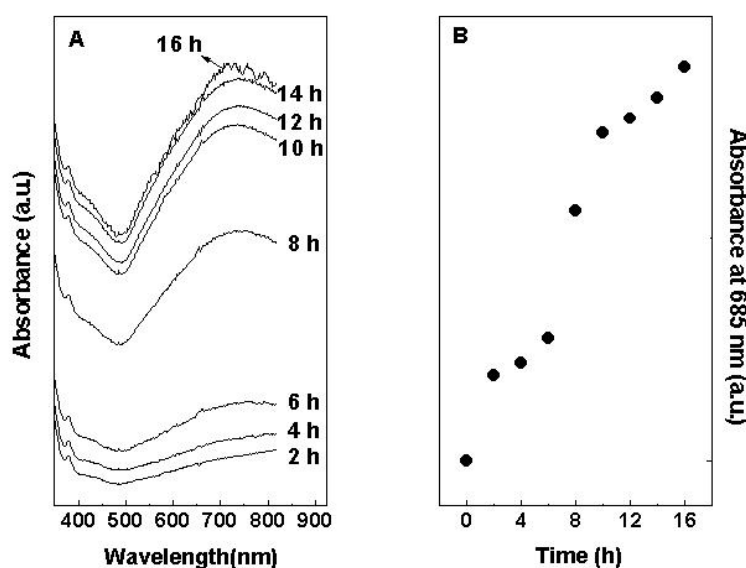 A
16 h
14 h
12 h
10 h
8 h
6 h
4 h
2 h
Absorbance (a.u.)
400 500 600 700 800 900
Wavelength(nm)
B
Absorbance at 685 nm (a.u.)
0 4 8 12 16
Time (h)